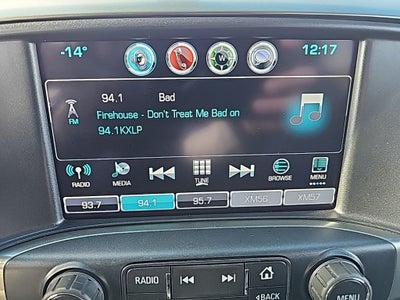 -14°
W
12:17
94.1 Bad
Firehouse - Don't Treat Me Bad on
94.1KXLP
FM
RADIO
MEDIA
TUNE
BROWSE
MENU
93.7
94.1
95.7
XM56
XM57
RADIO
BACK
MENU